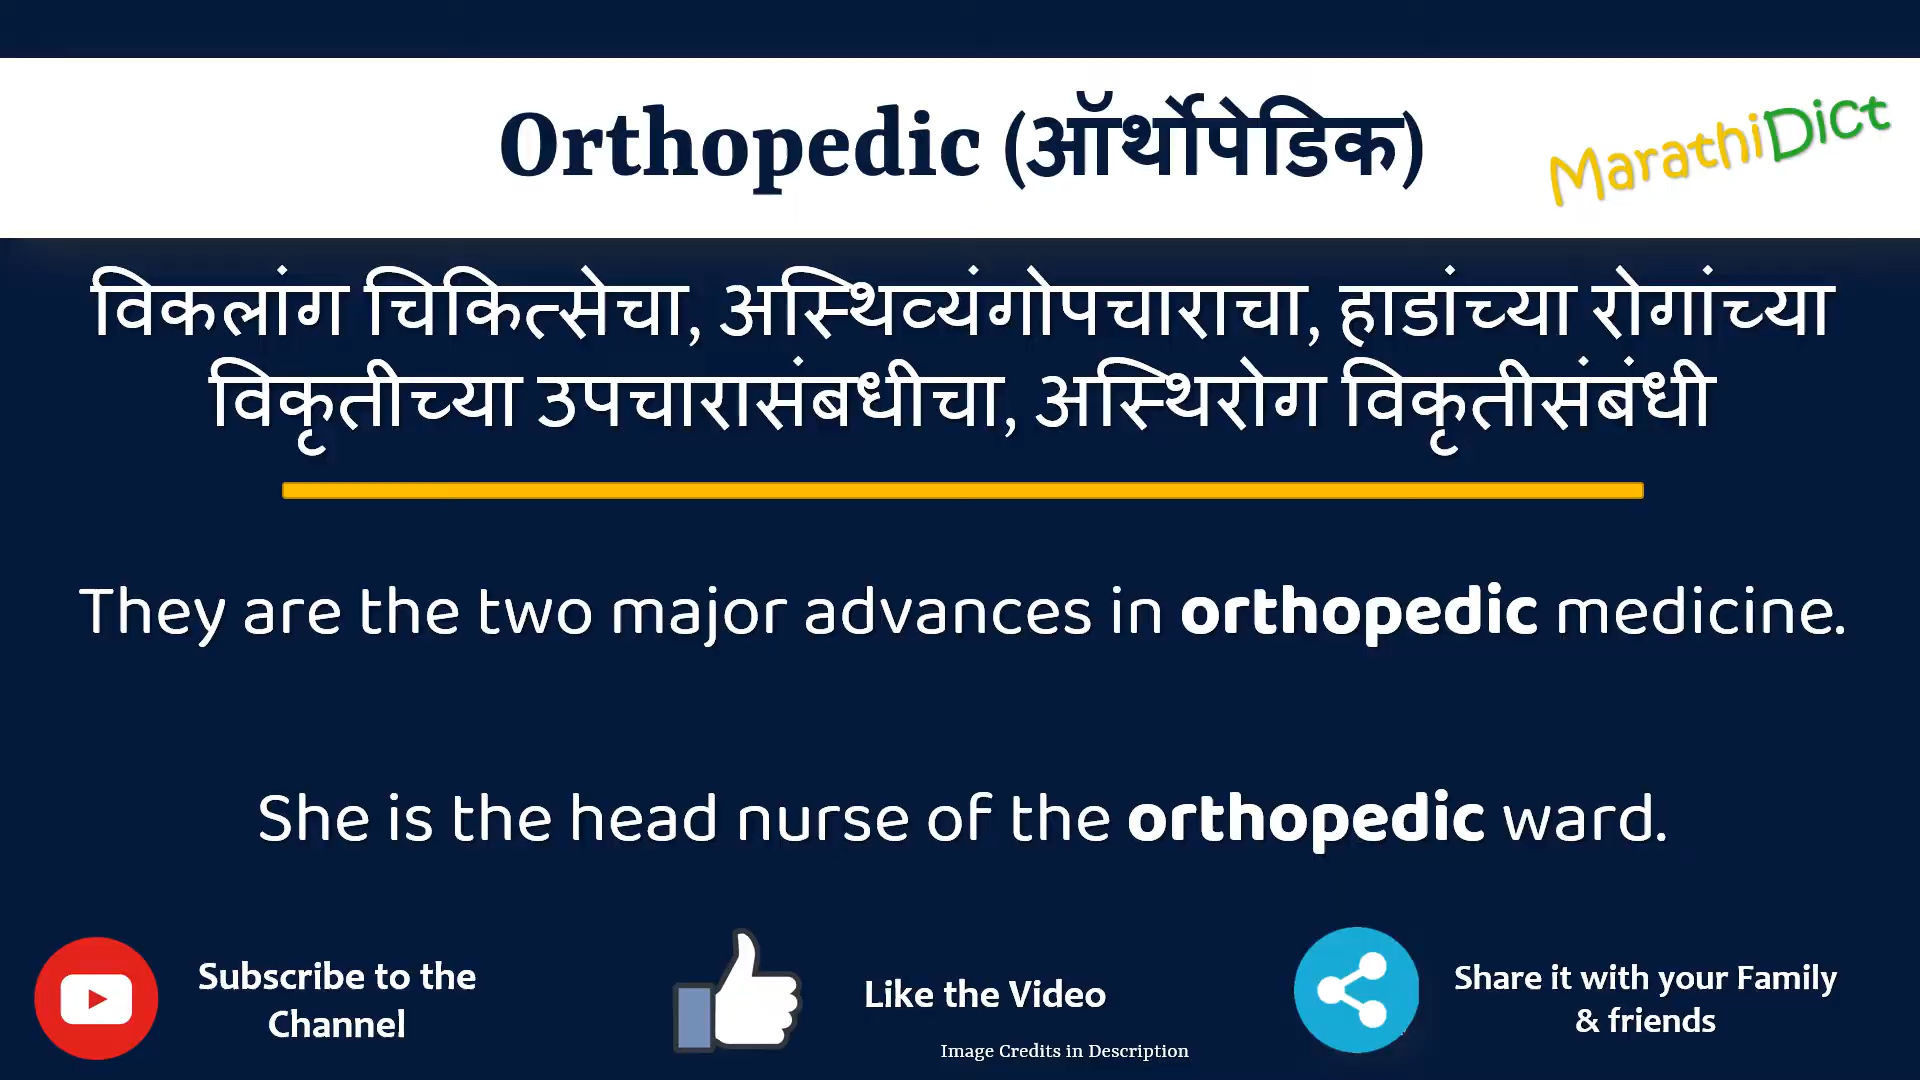 Orthopedic (ऑर्थोपेडिक)
MarathiDict
विकलांग चिकित्सेचा, अस्थिव्यंगोपचाराचा, हाडांच्या रोगांच्या
विकृतीच्या उपचारासंबधीचा, अस्थिरोग विकृतीसंबंधी
They are the two major advances in orthopedic medicine.
She is the head nurse of the orthopedic ward.
Subscribe to the
Channel
Like the Video
Share it with your Family
& friends
Image Credits in Description